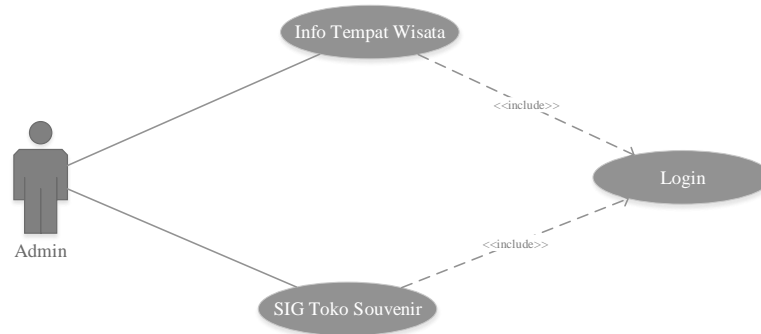 Info Tempat Wisata
<<include>>
Login
<<include>>
Admin
SIG Toko Souvenir